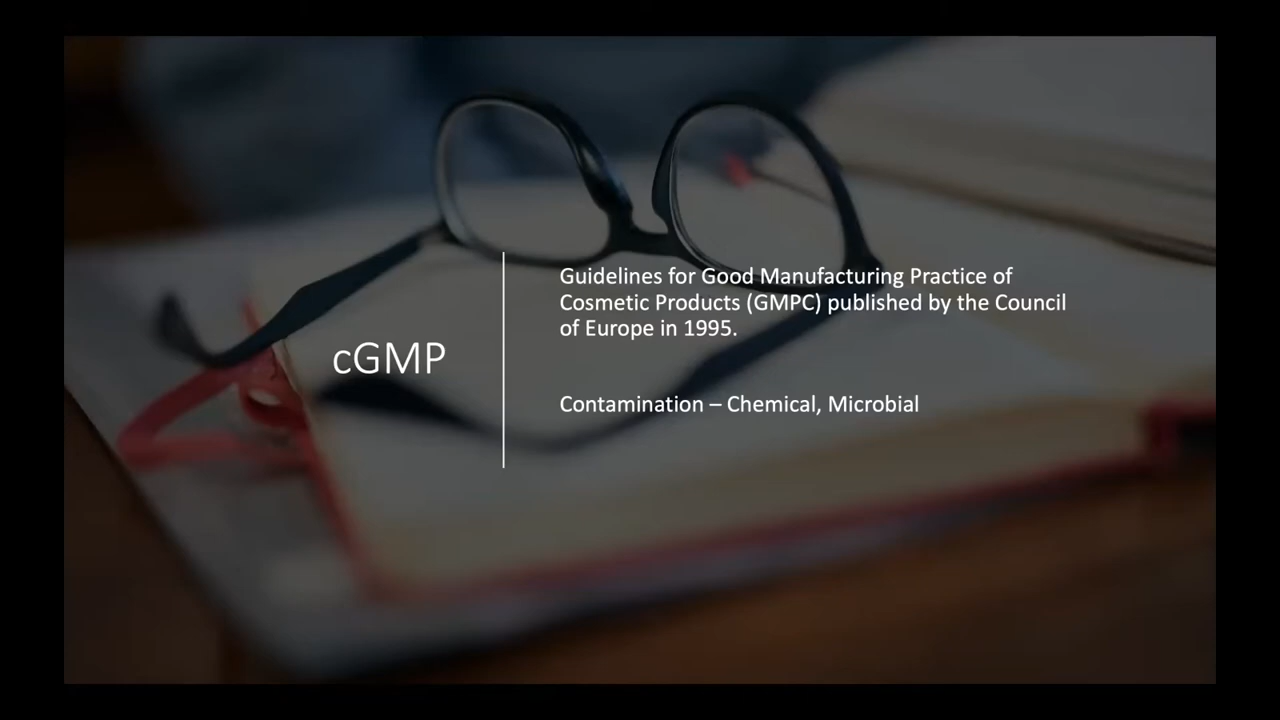 cGMP
Guidelines for Good Manufacturing Practice of
Cosmetic Products (GMPC) published by the Council
of Europe in 1995.
Contamination – Chemical, Microbial